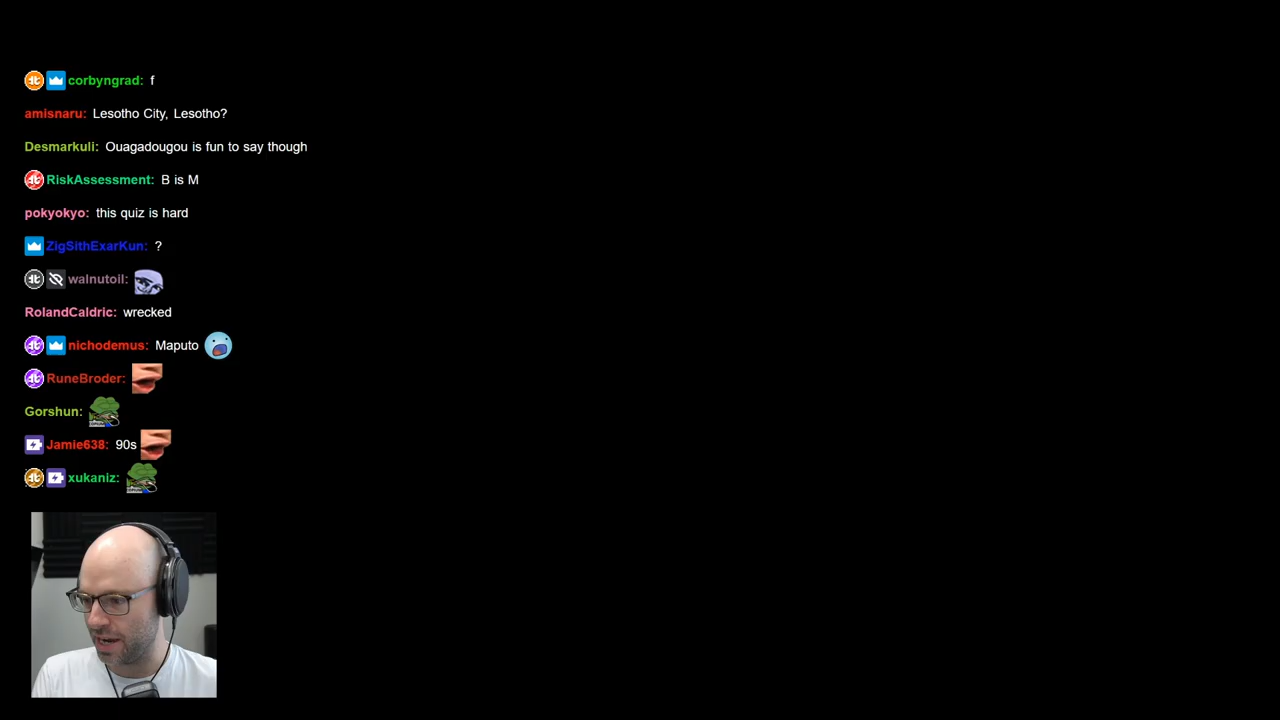 corbyngrad: f
amisnaru: Lesotho City, Lesotho?
Desmarkuli: Ouagadougou is fun to say though
RiskAssessment: B is M
pokyokyo: this quiz is hard
ZigSithExarKun: ?
walnutoil:
RolandCaldric: wrecked
nichodemus: Maputo
RuneBroder:
Gorshun:
Jamie638: 90s
xukaniz: